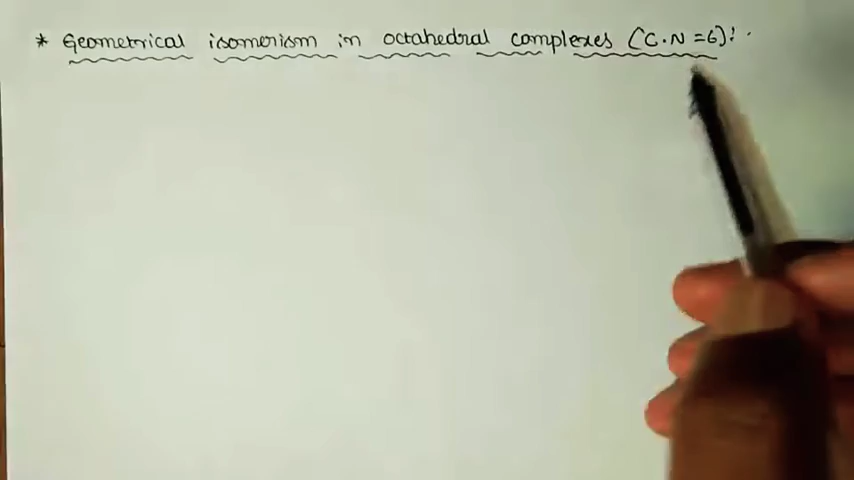 * Geometrical isomerism in octahedral complexes (C.N = 6):-